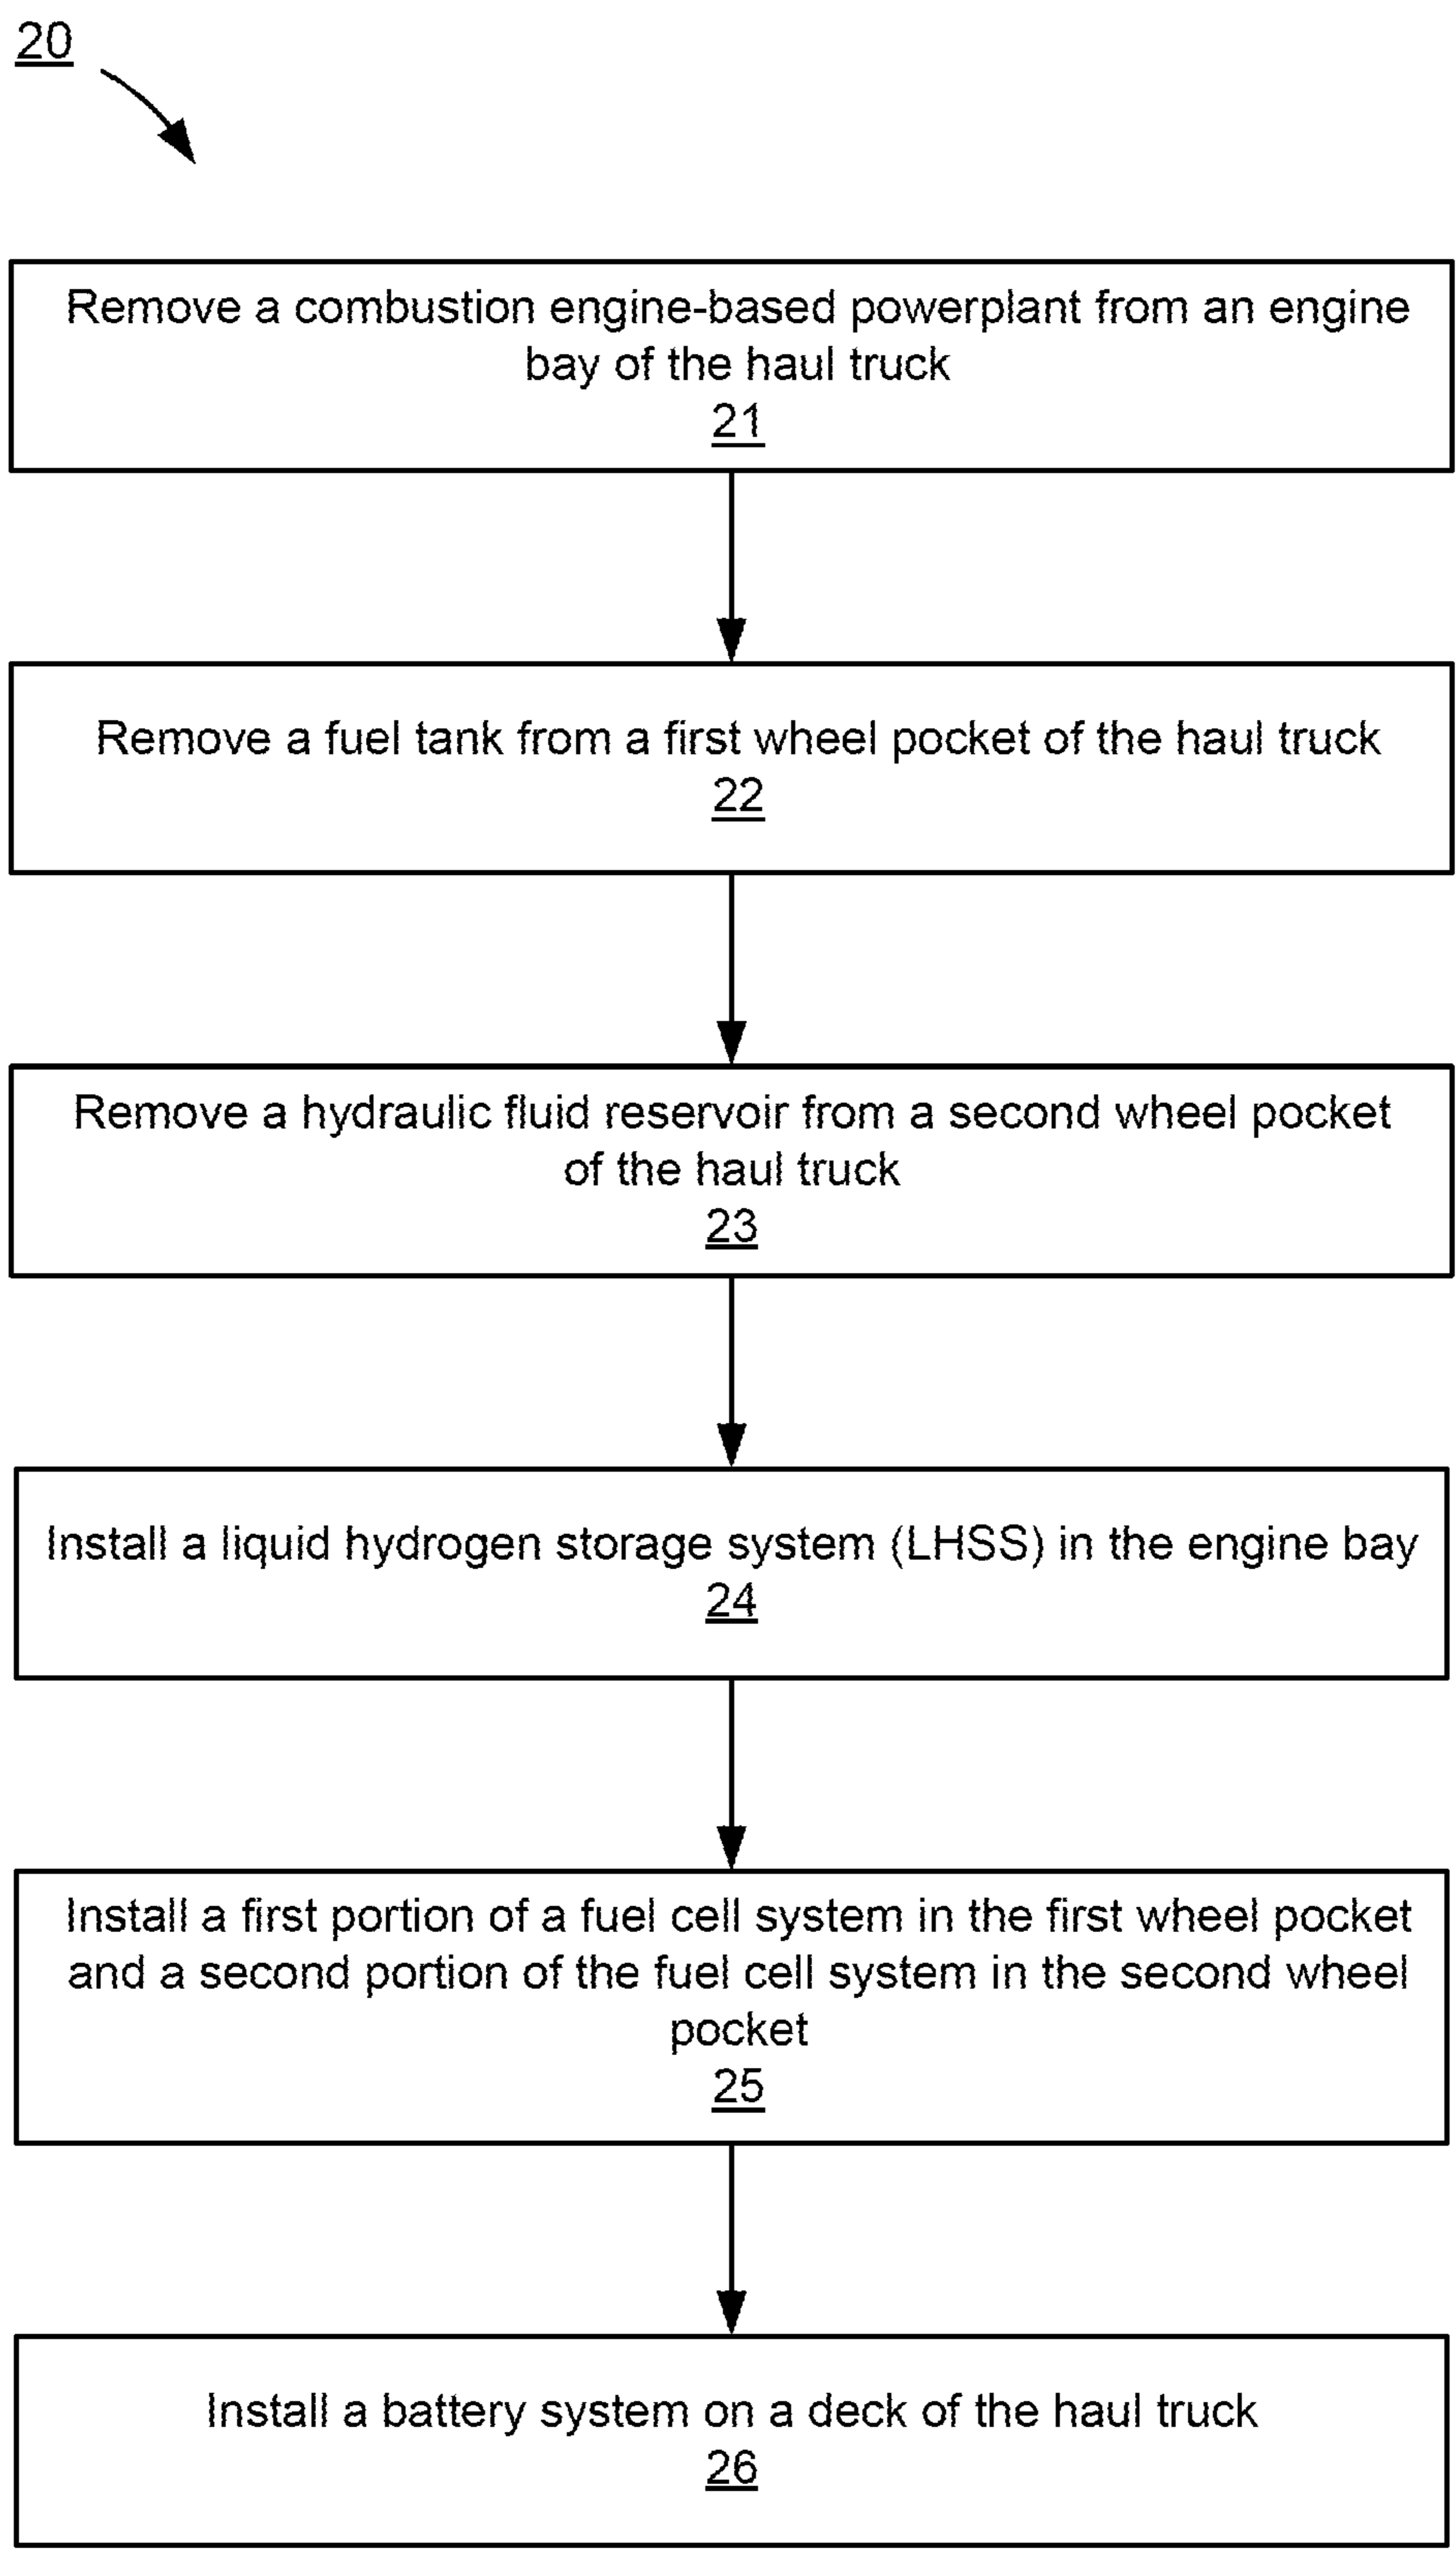 20
Remove a combustion engine-based powerplant from an engine
bay of the haul truck
21
Remove a fuel tank from a first wheel pocket of the haul truck
22
Remove a hydraulic fluid reservoir from a second wheel pocket
of the haul truck
23
Install a liquid hydrogen storage system (LHSS) in the engine bay
24
Install a first portion of a fuel cell system in the first wheel pocket
and a second portion of the fuel cell system in the second wheel
pocket
25
Install a battery system on a deck of the haul truck
26